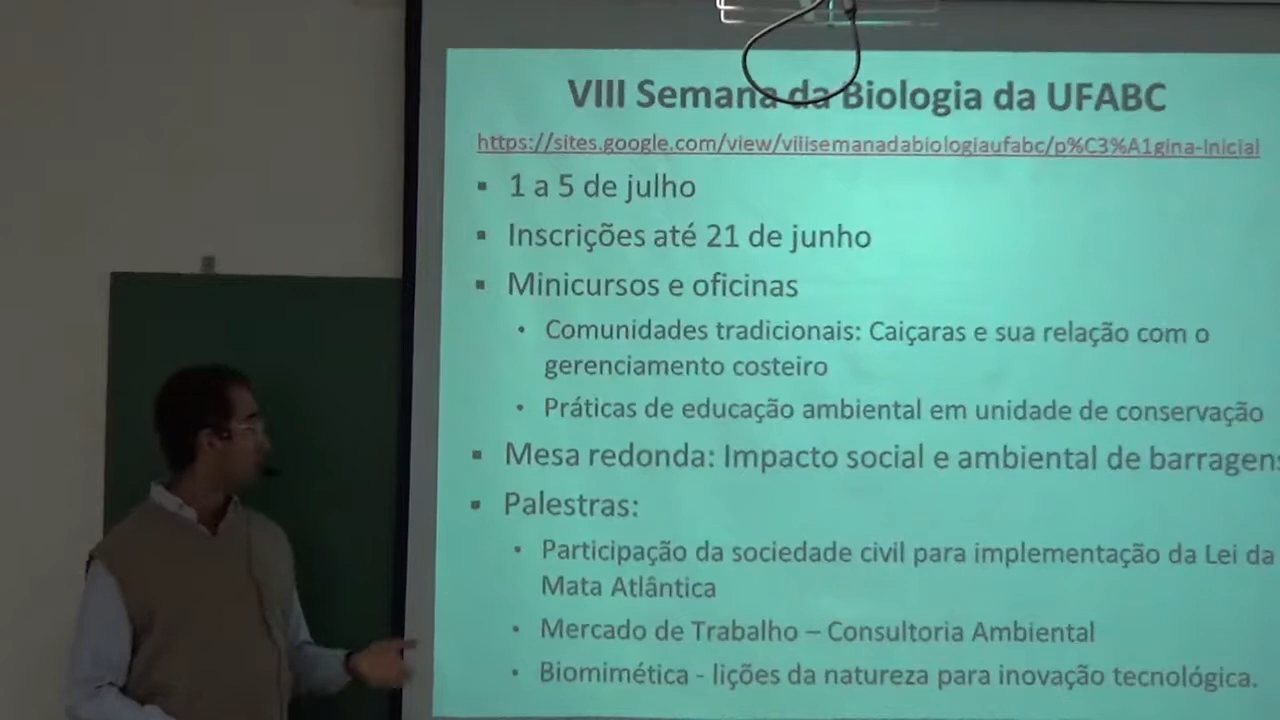 VIII Semana da Biologia da UFABC
https://sites.google.com/view/viiisemanadabiologiaufabc/p%C3%A1gina-inicial
▪ 1 a 5 de julho
▪ Inscrições até 21 de junho
▪ Minicursos e oficinas
• Comunidades tradicionais: Caiçaras e sua relação com o
gerenciamento costeiro
• Práticas de educação ambiental em unidade de conservação
▪ Mesa redonda: Impacto social e ambiental de barragens
▪ Palestras:
• Participação da sociedade civil para implementação da Lei da
Mata Atlântica
• Mercado de Trabalho – Consultoria Ambiental
• Biomimética - lições da natureza para inovação tecnológica.